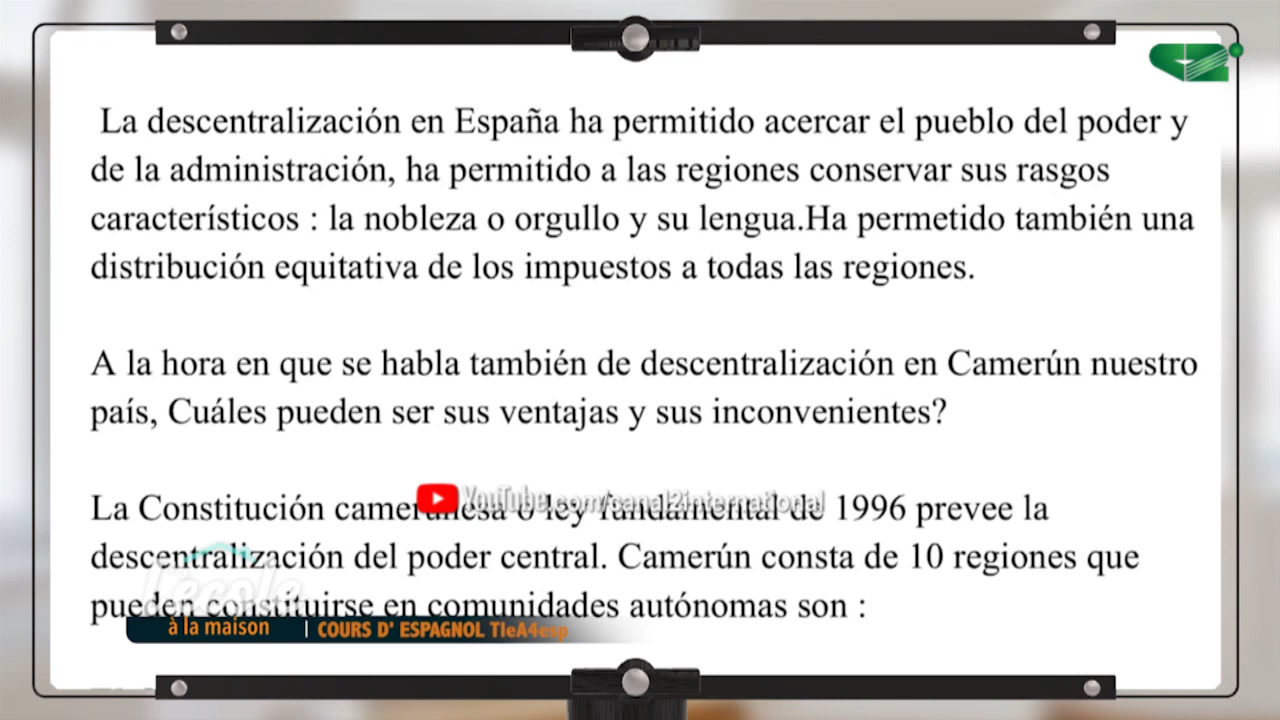 La descentralización en España ha permitido acercar el pueblo del poder y
de la administración, ha permitido a las regiones conservar sus rasgos
característicos : la nobleza o orgullo y su lengua.Ha permetido también una
distribución equitativa de los impuestos a todas las regiones.
A la hora en que se habla también de descentralización en Camerún nuestro
país, Cuáles pueden ser sus ventajas y sus inconvenientes?
La Constitución camerunesa o ley fundamental de 1996 prevee la
YouTube.com/canal2international
descentralización del poder central. Camerún consta de 10 regiones que
pueden constituirse en comunidades autónomas son :
l'école
à la maison | COURS D' ESPAGNOL TleA4esp